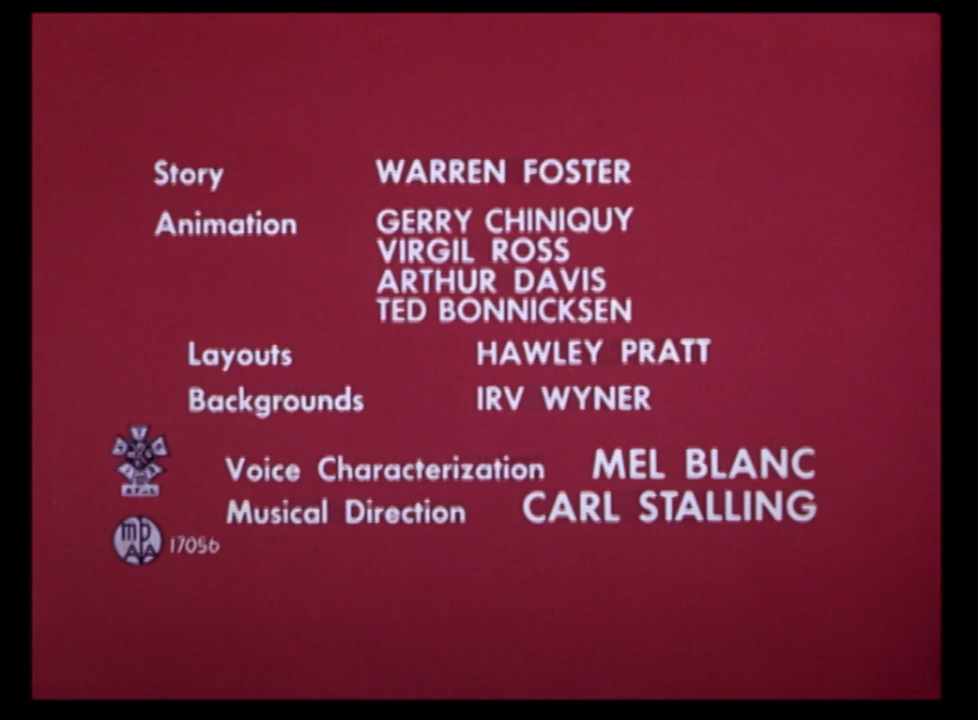 Story WARREN FOSTER
Animation GERRY CHINIQUY
VIRGIL ROSS
ARTHUR DAVIS
TED BONNICKSEN
Layouts HAWLEY PRATT
Backgrounds IRV WYNER
Voice Characterization MEL BLANC
Musical Direction CARL STALLING
mpAA 17056